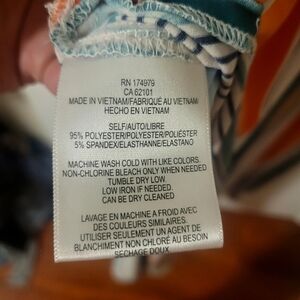 RN 174979
CA 62101
MADE IN VIETNAM/FABRIQUÉ AU VIETNAM
HECHO EN VIETNAM
SELF/AUTO/LIBRE
95% POLYESTER/POLYESTER/POLIÉSTER
5% SPANDEX/ELASTHANNE/ELASTANO
MACHINE WASH COLD WITH LIKE COLORS.
NON-CHLORINE BLEACH ONLY WHEN NEEDED
TUMBLE DRY LOW.
LOW IRON IF NEEDED.
CAN BE DRY CLEANED
LAVAGE EN MACHINE A FROID AVEC
DES COULEURS SIMILAIRES.
UTILISER SEULEMENT UN AGENT DE
BLANCHIMENT NON CHLORÉ AU BESOIN
SÉCHAGE DOUX